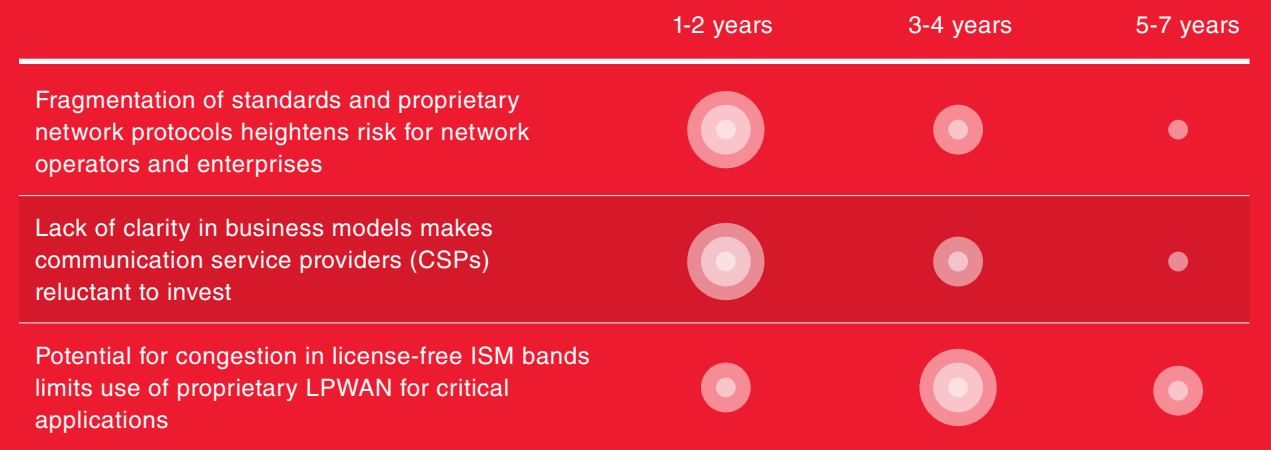 1-2 years 3-4 years 5-7 years
Fragmentation of standards and proprietary
network protocols heightens risk for network
operators and enterprises
Lack of clarity in business models makes
communication service providers (CSPs)
reluctant to invest
Potential for congestion in license-free ISM bands
limits use of proprietary LPWAN for critical
applications